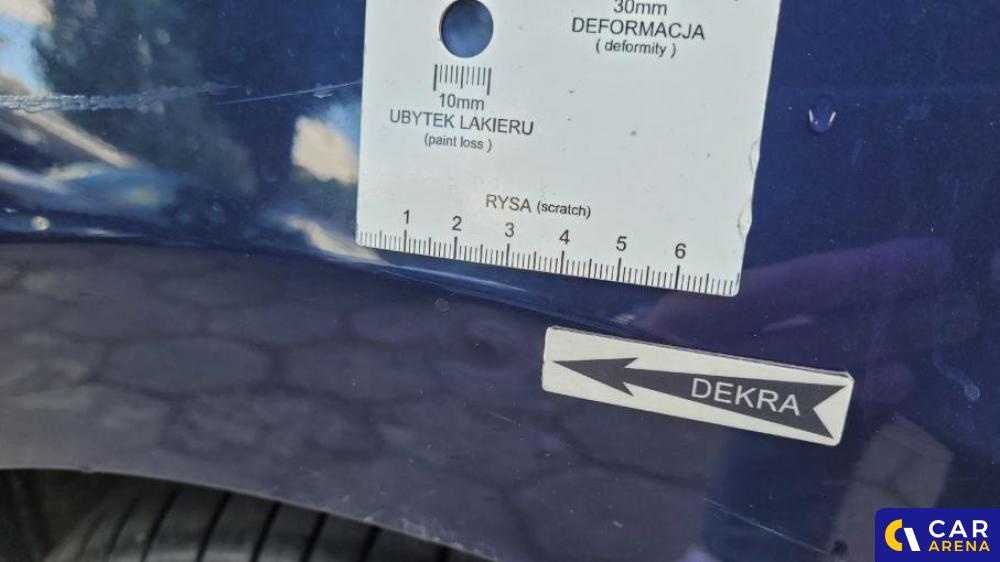 30mm
DEFORMACJA
( deformity )
10mm
UBYTEK LAKIERU
(paint loss )
RYSA (scratch)
1 2 3 4 5 6
DEKRA
CAR
ARENA